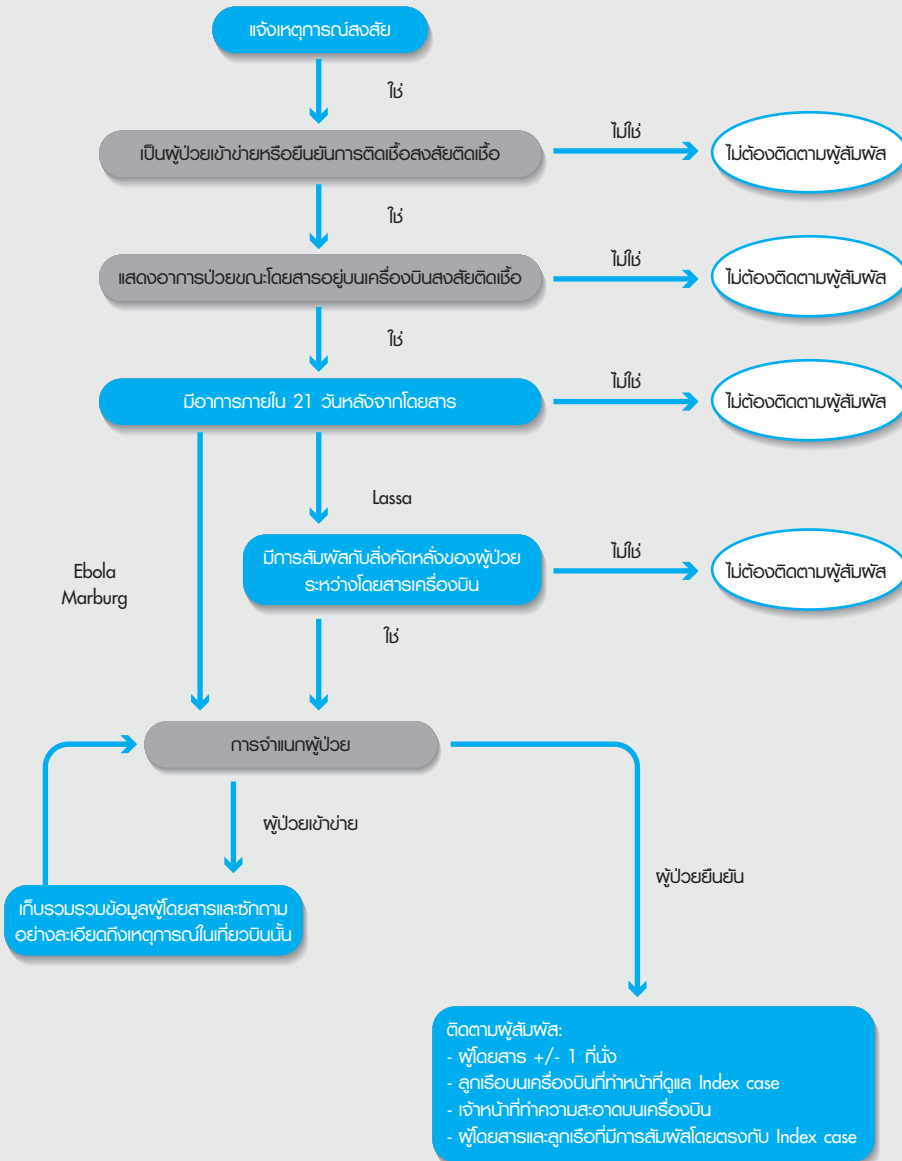 แจ้งเหตุการณ์สงสัย
ใช่
เป็นผู้ป่วยเข้าข่ายหรือยืนยันการติดเชื้อสงสัยติดเชื้อ
ไม่ใช่
ไม่ต้องติดตามผู้สัมผัส
ใช่
แสดงอาการป่วยขณะโดยสารอยู่บนเครื่องบินสงสัยติดเชื้อ
ไม่ใช่
ไม่ต้องติดตามผู้สัมผัส
ใช่
มีอาการภายใน 21 วันหลังจากโดยสาร
ไม่ใช่
ไม่ต้องติดตามผู้สัมผัส
Lassa
มีการสัมผัสกับสิ่งคัดหลั่งของผู้ป่วย
ระหว่างโดยสารเครื่องบิน
ไม่ใช่
ไม่ต้องติดตามผู้สัมผัส
Ebola
Marburg
ใช่
การจำแนกผู้ป่วย
ผู้ป่วยเข้าข่าย
ผู้ป่วยยืนยัน
เก็บรวมรวมข้อมูลผู้โดยสารและซักถาม
อย่างละเอียดถึงเหตุการณ์ในเที่ยวบินนั้น
ติดตามผู้สัมผัส:
- ผู้โดยสาร +/- 1 ที่นั่ง
- ลูกเรือบนเครื่องบินที่ทำหน้าที่ดูแล Index case
- เจ้าหน้าที่ทำความสะอาดบนเครื่องบิน
- ผู้โดยสารและลูกเรือที่มีการสัมผัสโดยตรงกับ Index case